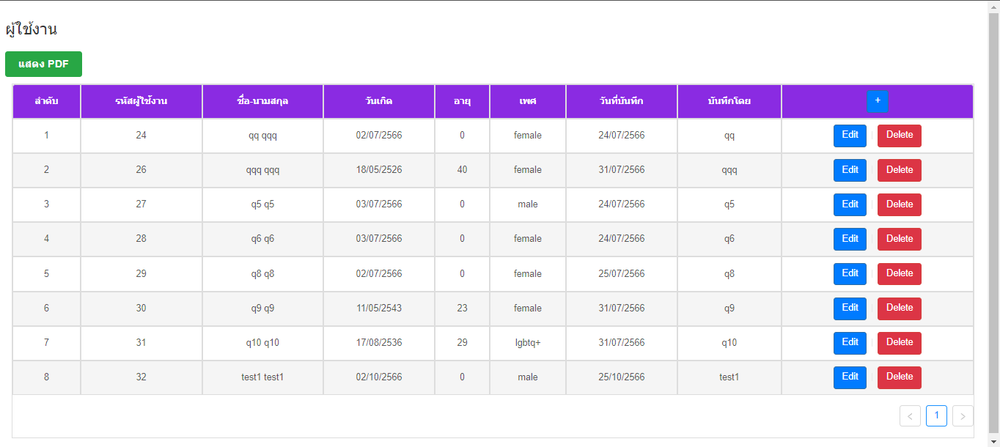 ผู้ใช้งาน
แสดง PDF
ลำดับ รหัสผู้ใช้งาน ชื่อ-นามสกุล วันเกิด อายุ เพศ วันที่บันทึก บันทึกโดย +
1 24 qq qqq 02/07/2566 0 female 24/07/2566 qq Edit Delete
2 26 qqq qqq 18/05/2526 40 female 31/07/2566 qqq Edit Delete
3 27 q5 q5 03/07/2566 0 male 24/07/2566 q5 Edit Delete
4 28 q6 q6 03/07/2566 0 female 24/07/2566 q6 Edit Delete
5 29 q8 q8 02/07/2566 0 female 25/07/2566 q8 Edit Delete
6 30 q9 q9 11/05/2543 23 female 31/07/2566 q9 Edit Delete
7 31 q10 q10 17/08/2536 29 lgbtq+ 31/07/2566 q10 Edit Delete
8 32 test1 test1 02/10/2566 0 male 25/10/2566 test1 Edit Delete
< 1 >